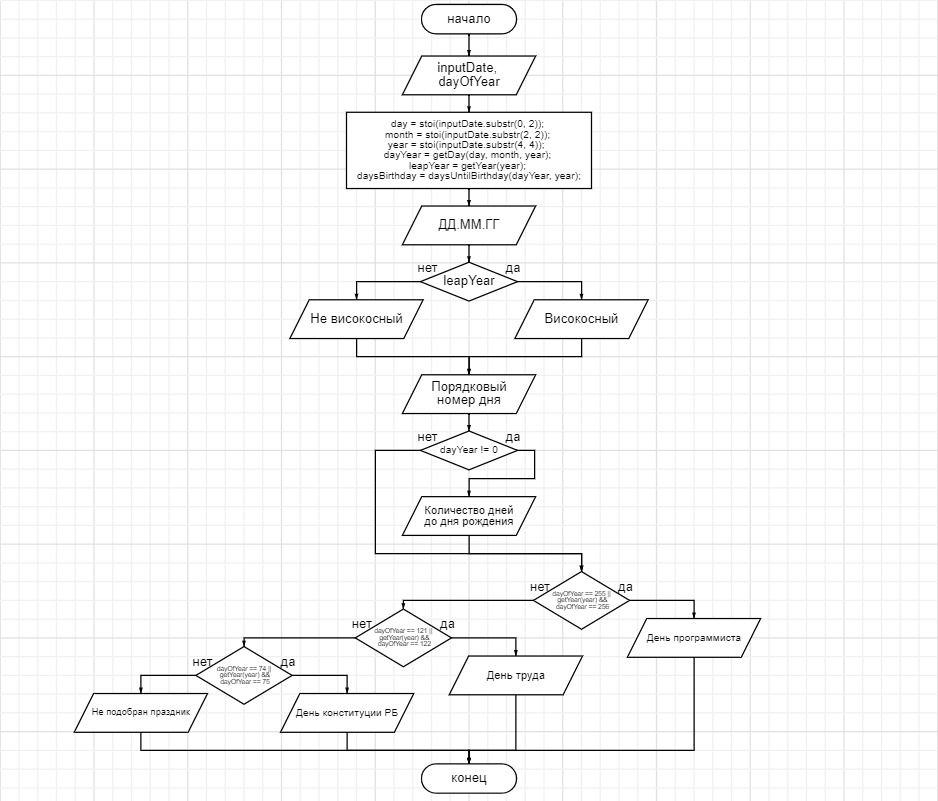 начало
inputDate,
dayOfYear
day = stoi(inputDate.substr(0, 2));
month = stoi(inputDate.substr(2, 2));
year = stoi(inputDate.substr(4, 4));
dayYear = getDay(day, month, year);
leapYear = getYear(year);
daysBirthday = daysUntilBirthday(dayYear, year);
ДД.ММ.ГГ
нет
да
leapYear
Не високосный
Високосный
Порядковый
номер дня
нет
да
dayYear != 0
Количество дней
до дня рождения
нет
да
dayOfYear == 255 ||
getYear(year) &&
dayOfYear == 256
День программиста
нет
да
dayOfYear == 121 ||
getYear(year) &&
dayOfYear == 122
День труда
нет
да
dayOfYear == 74 ||
getYear(year) &&
dayOfYear == 75
Не подобран праздник
День конституции РБ
конец